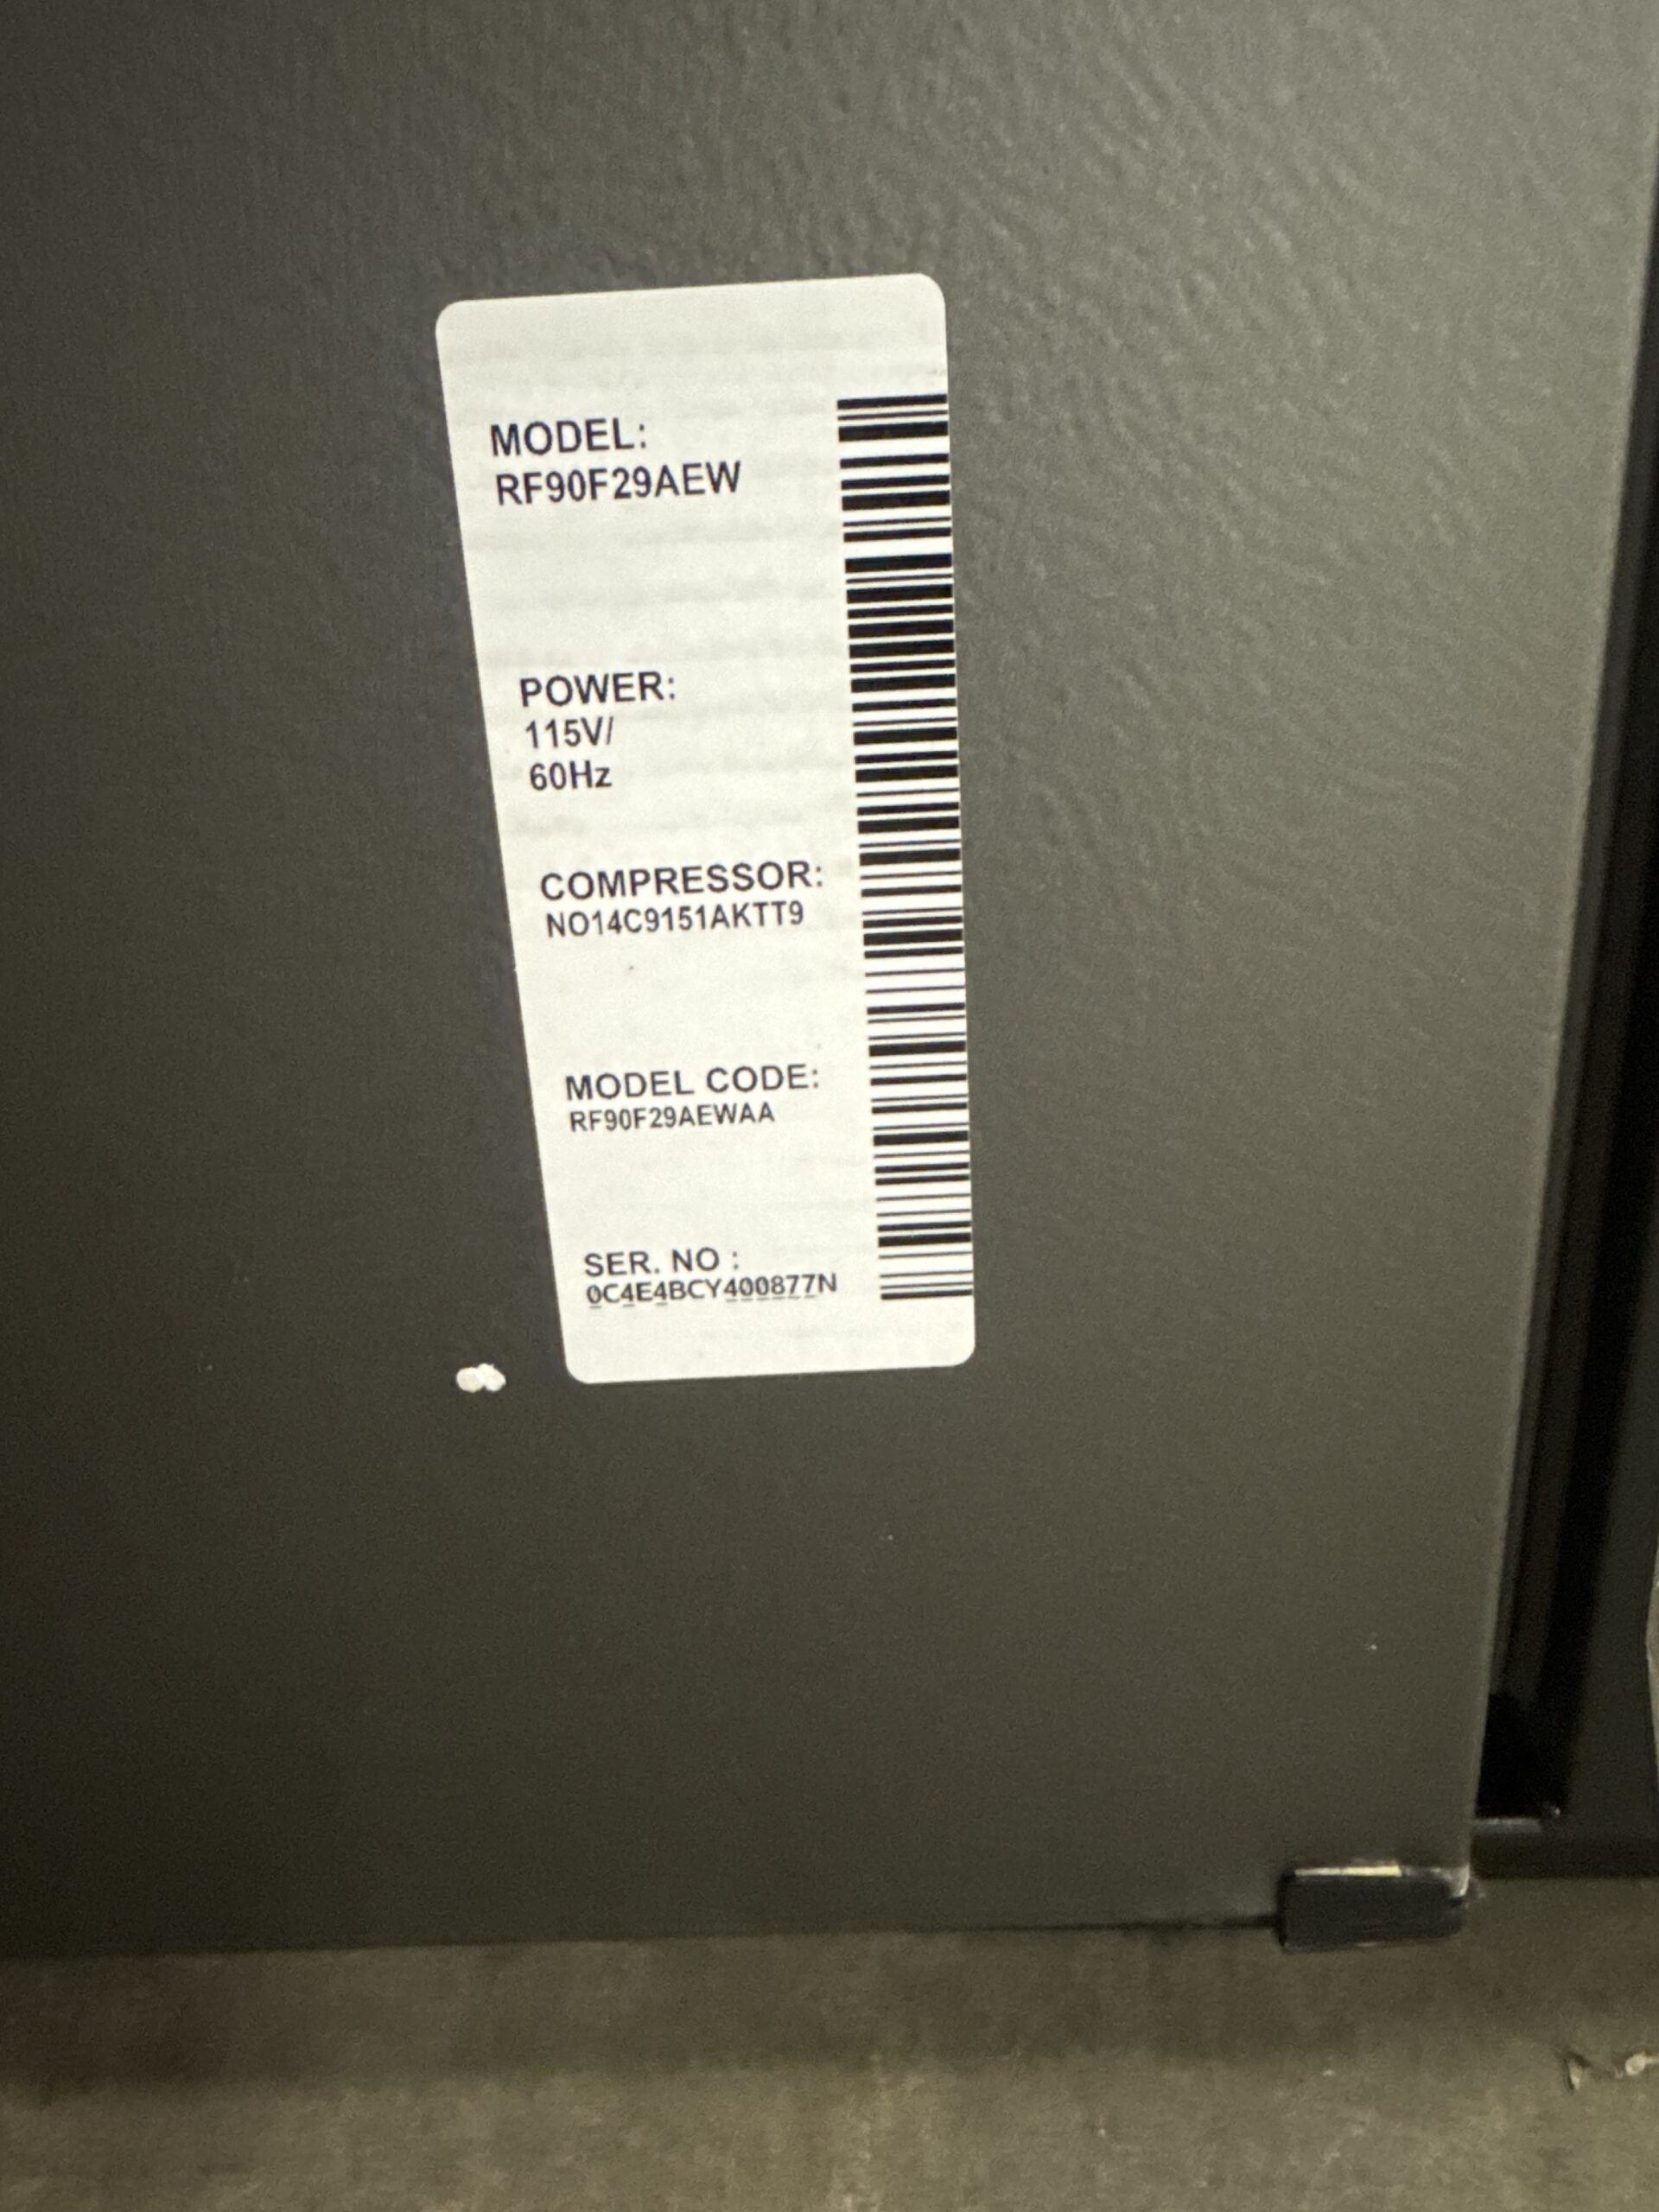 MODEL:
RF90F29AEW
POWER:
115V/
60Hz
COMPRESSOR:
NO14C9151AKTT9
MODEL CODE:
RF90F29AEWAA
SER. NO :
0C4E4BCY400877N